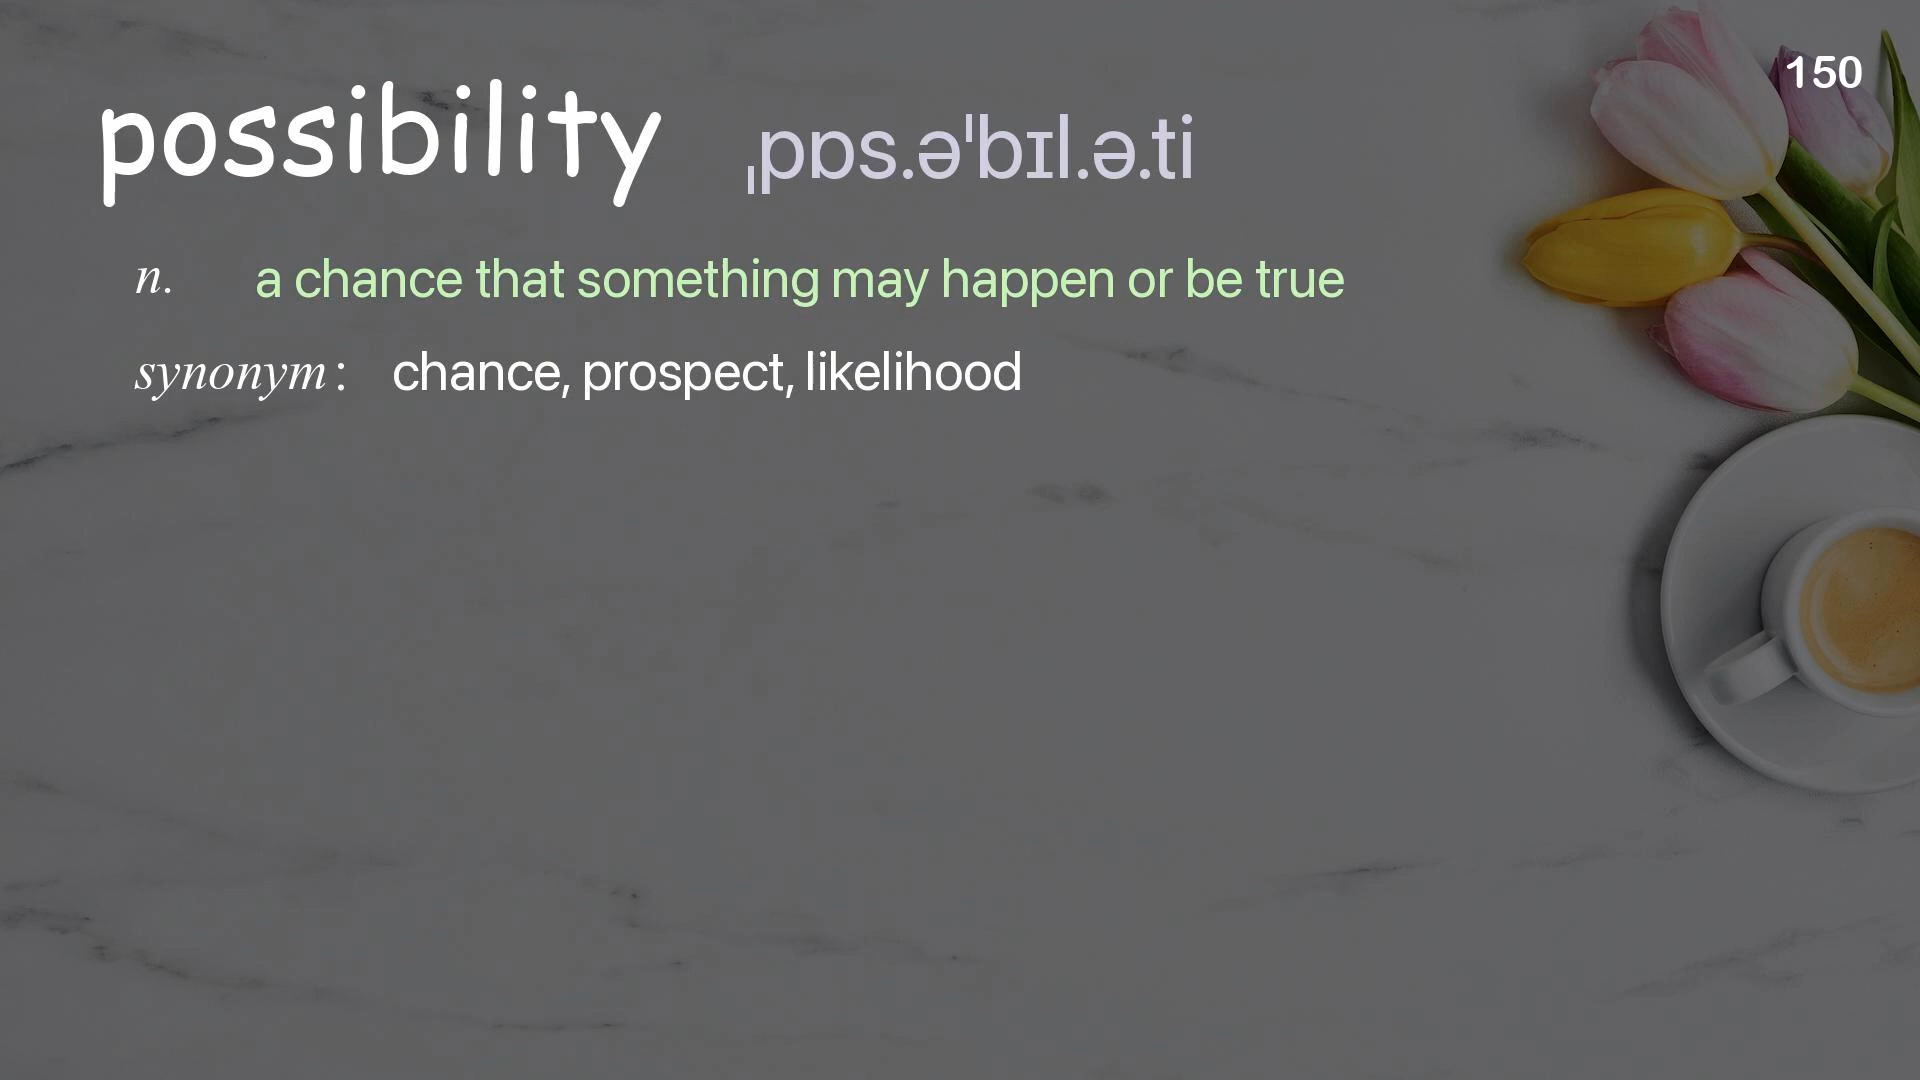 150
possibility ˌpɒs.əˈbɪl.ə.ti
n. a chance that something may happen or be true
synonym: chance, prospect, likelihood